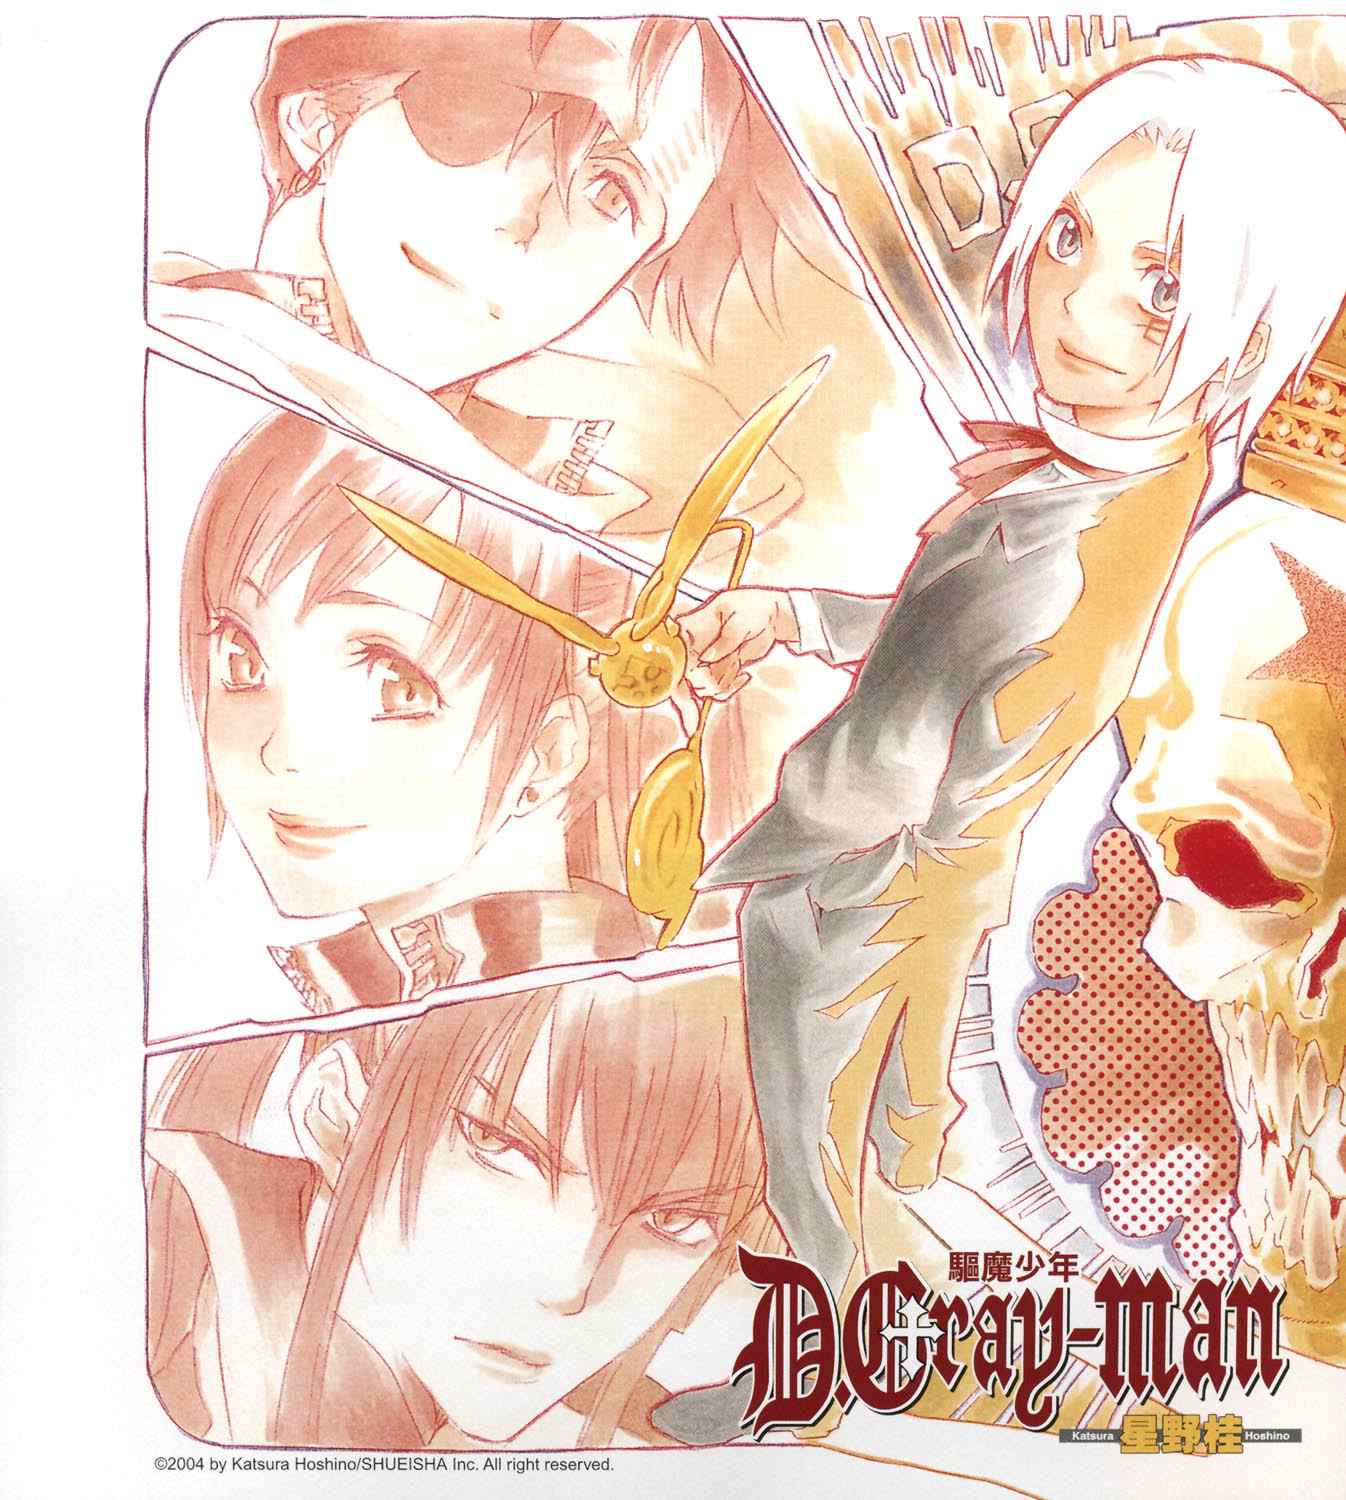 驅魔少年
D.Gray-man
Katsura 星野桂 Hoshino
©2004 by Katsura Hoshino/SHUEISHA Inc. All right reserved.